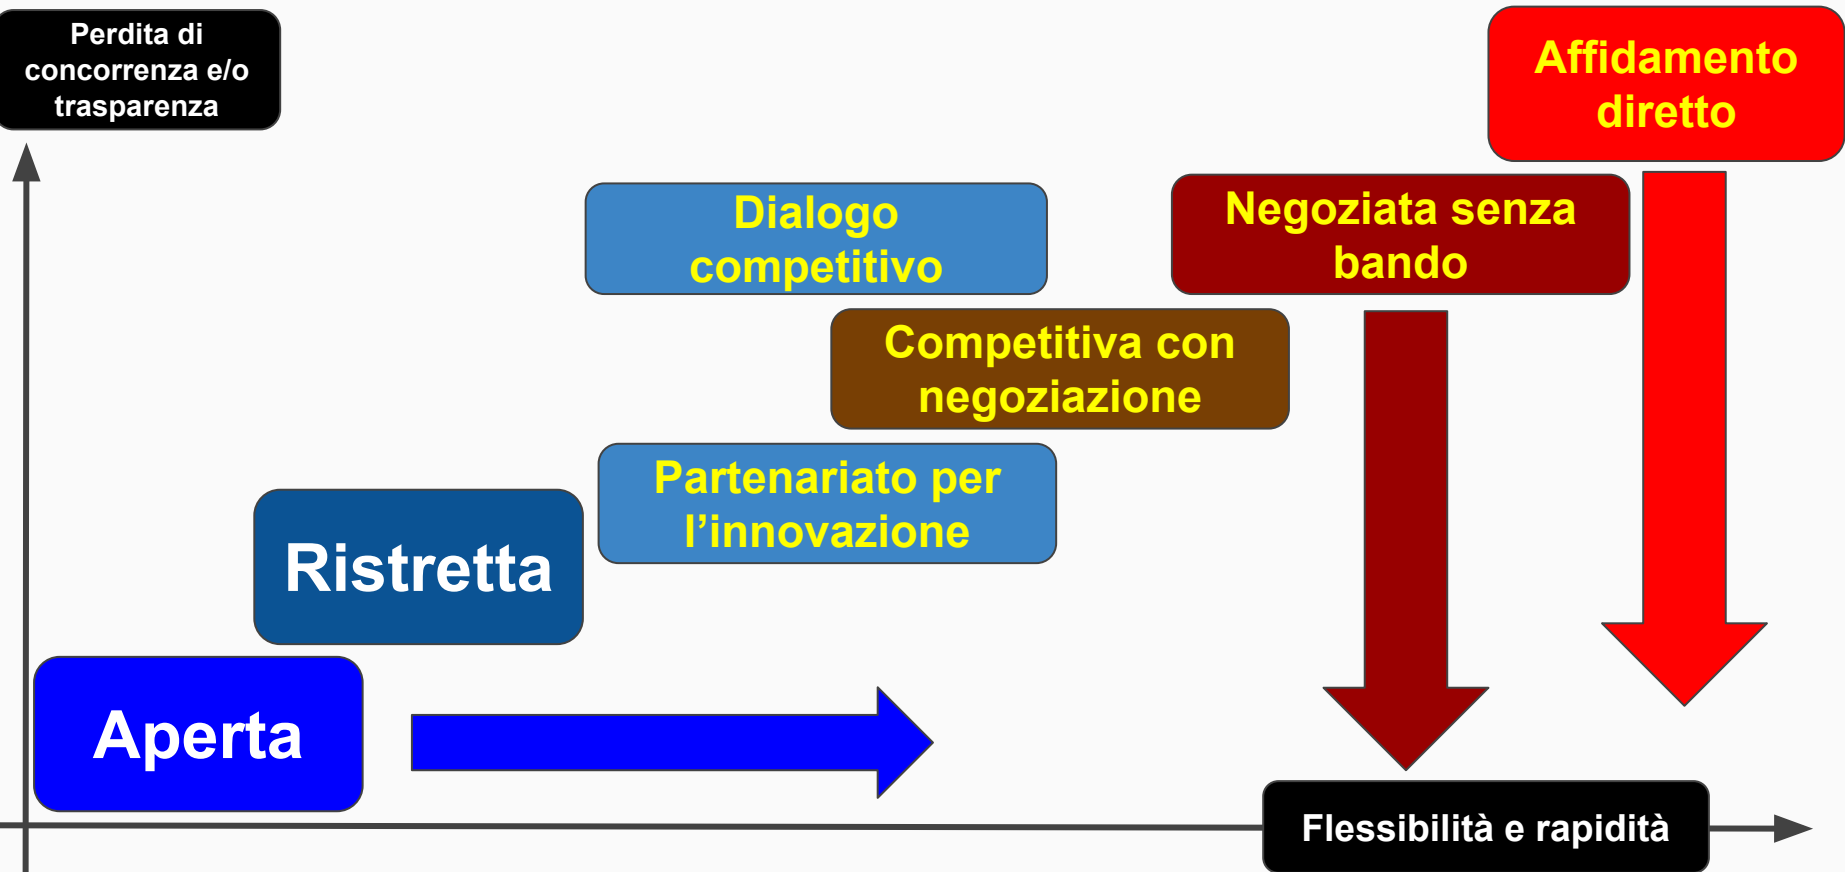 Perdita di
concorrenza e/o
trasparenza
Affidamento
diretto
Dialogo
competitivo
Negoziata senza
bando
Competitiva con
negoziazione
Partenariato per
l’innovazione
Ristretta
Aperta
Flessibilità e rapidità